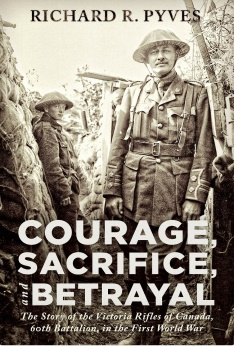 RICHARD R. PYVES
COURAGE,
SACRIFICE,
and BETRAYAL
The Story of the Victoria Rifles of Canada,
60th Battalion, in the First World War